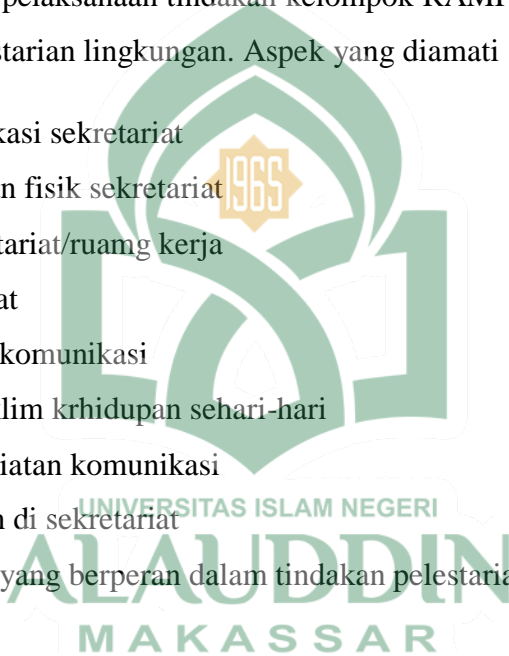 pelaksanaan tindakan kelompok
starian lingkungan. Aspek yang diamati
kasi sekretariat
n fisik sekretariat
1965
tariat/ruamg kerja
at
komunikasi
lim krhidupan sehari-hari
iatan komunikasi
UNIVERSITAS ISLAM NEGERI
n di sekretariat
ALAUDDIN
yang berperan dalam tindakan pelestaria
MAKASSAR